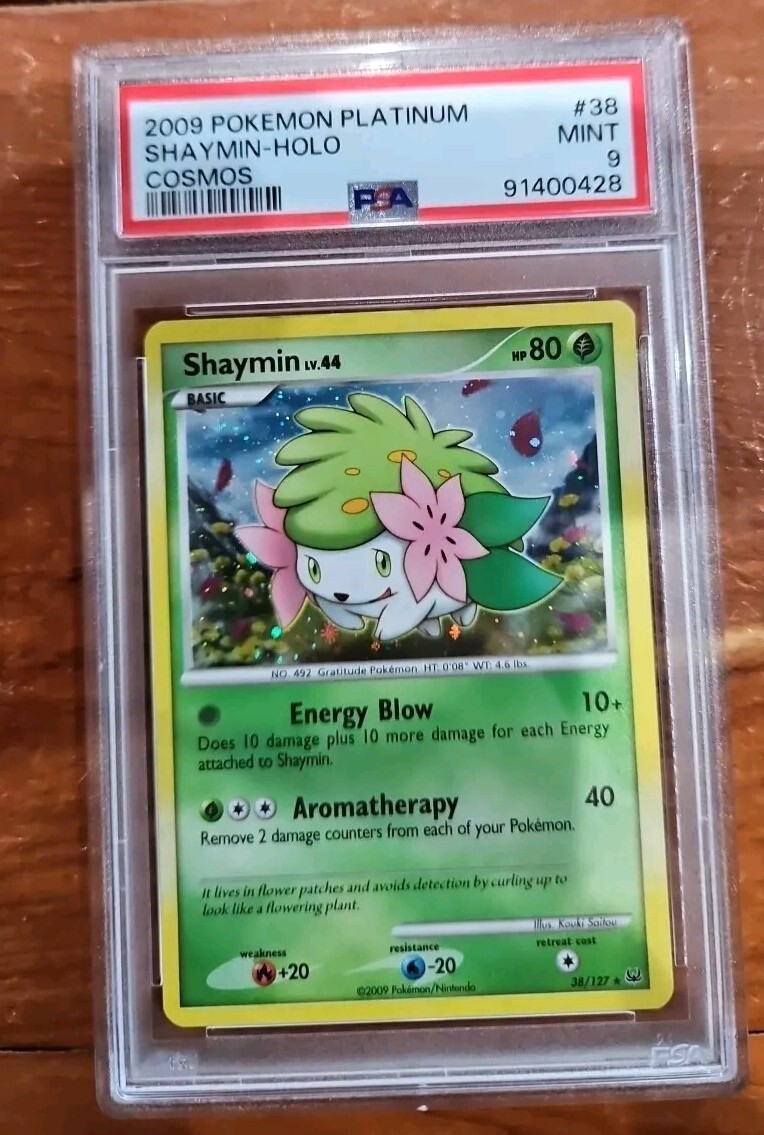 2009 POKEMON PLATINUM #38
SHAYMIN-HOLO MINT
COSMOS 9
PSA 91400428
Shaymin LV.44 HP 80
BASIC
NO. 492 Gratitude Pokémon HT: 0'08" WT: 4.6 lbs.
Energy Blow 10+
Does 10 damage plus 10 more damage for each Energy
attached to Shaymin.
Aromatherapy 40
Remove 2 damage counters from each of your Pokémon.
It lives in flower patches and avoids detection by curling up to
look like a flowering plant.
Illus. Kouki Saitou
weakness resistance retreat cost
+20 -20
©2009 Pokémon/Nintendo 38/127
PSA